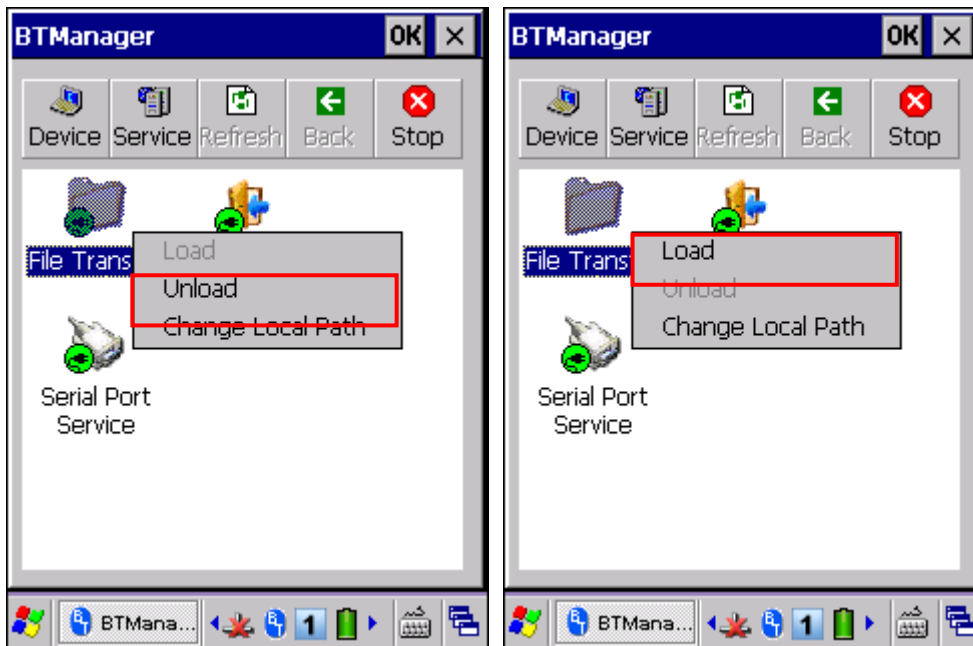 BTManager OK
Device Service Refresh Back Stop
File Trans
Load
Unload
Change Local Path
Serial Port
Service
BTMana... 1
BTManager OK
Device Service Refresh Back Stop
File Trans
Load
Unload
Change Local Path
Serial Port
Service
BTMana... 1